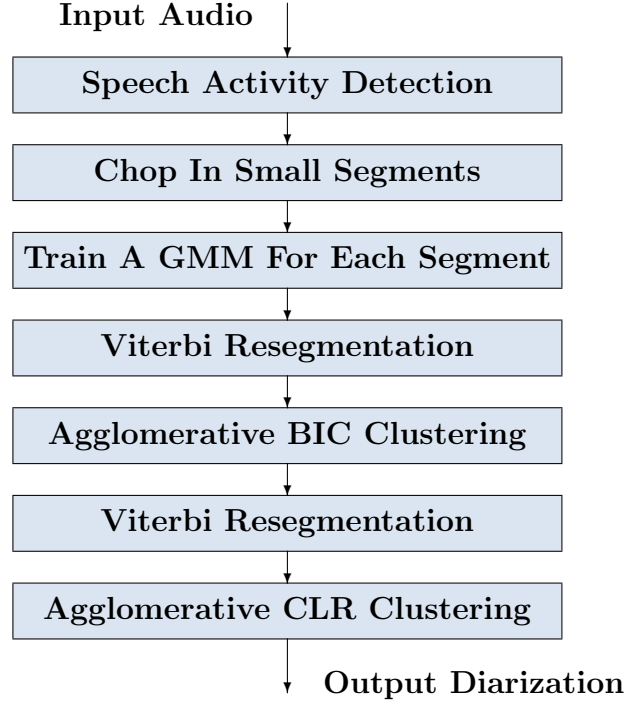 Input Audio
Speech Activity Detection
Chop In Small Segments
Train A GMM For Each Segment
Viterbi Resegmentation
Agglomerative BIC Clustering
Viterbi Resegmentation
Agglomerative CLR Clustering
Output Diarization